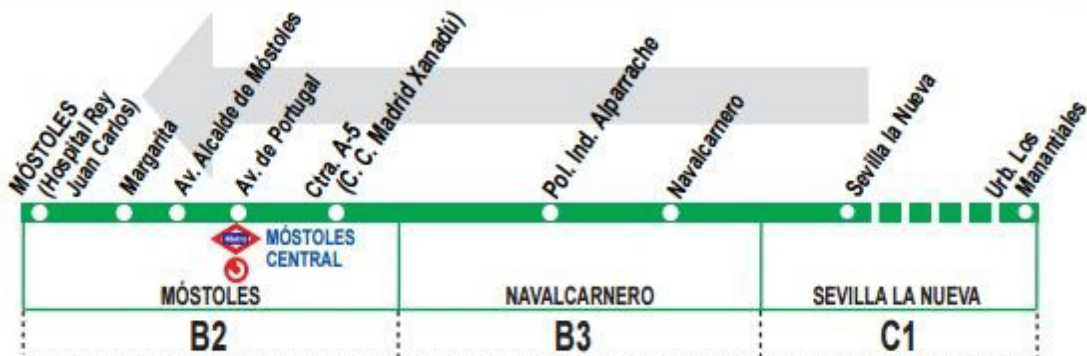 MÓSTOLES
(Hospital Rey
Juan Carlos)
Margarita
Av. Alcalde de Móstoles
Av. de Portugal
Ctra. A-5
(C. C. Madrid Xanadú)
Pol. Ind. Alparrache
Navalcarnero
Sevilla la Nueva
Urb. Los
Manantiales
Metro
MÓSTOLES
CENTRAL
MÓSTOLES
NAVALCARNERO
SEVILLA LA NUEVA
B2
B3
C1